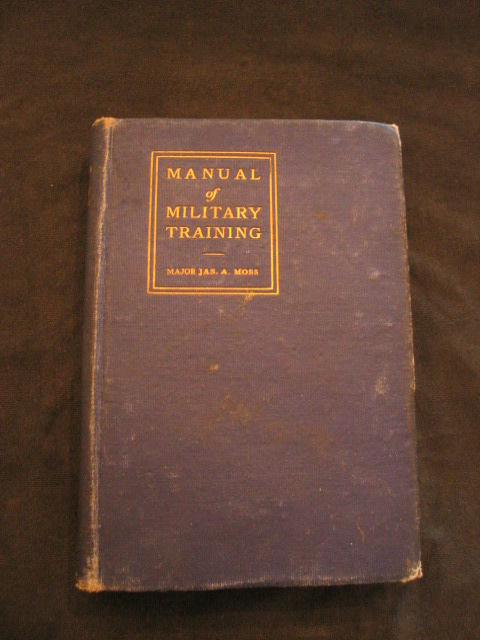 MANUAL
of
MILITARY
TRAINING
MAJOR JAS. A. MOSS